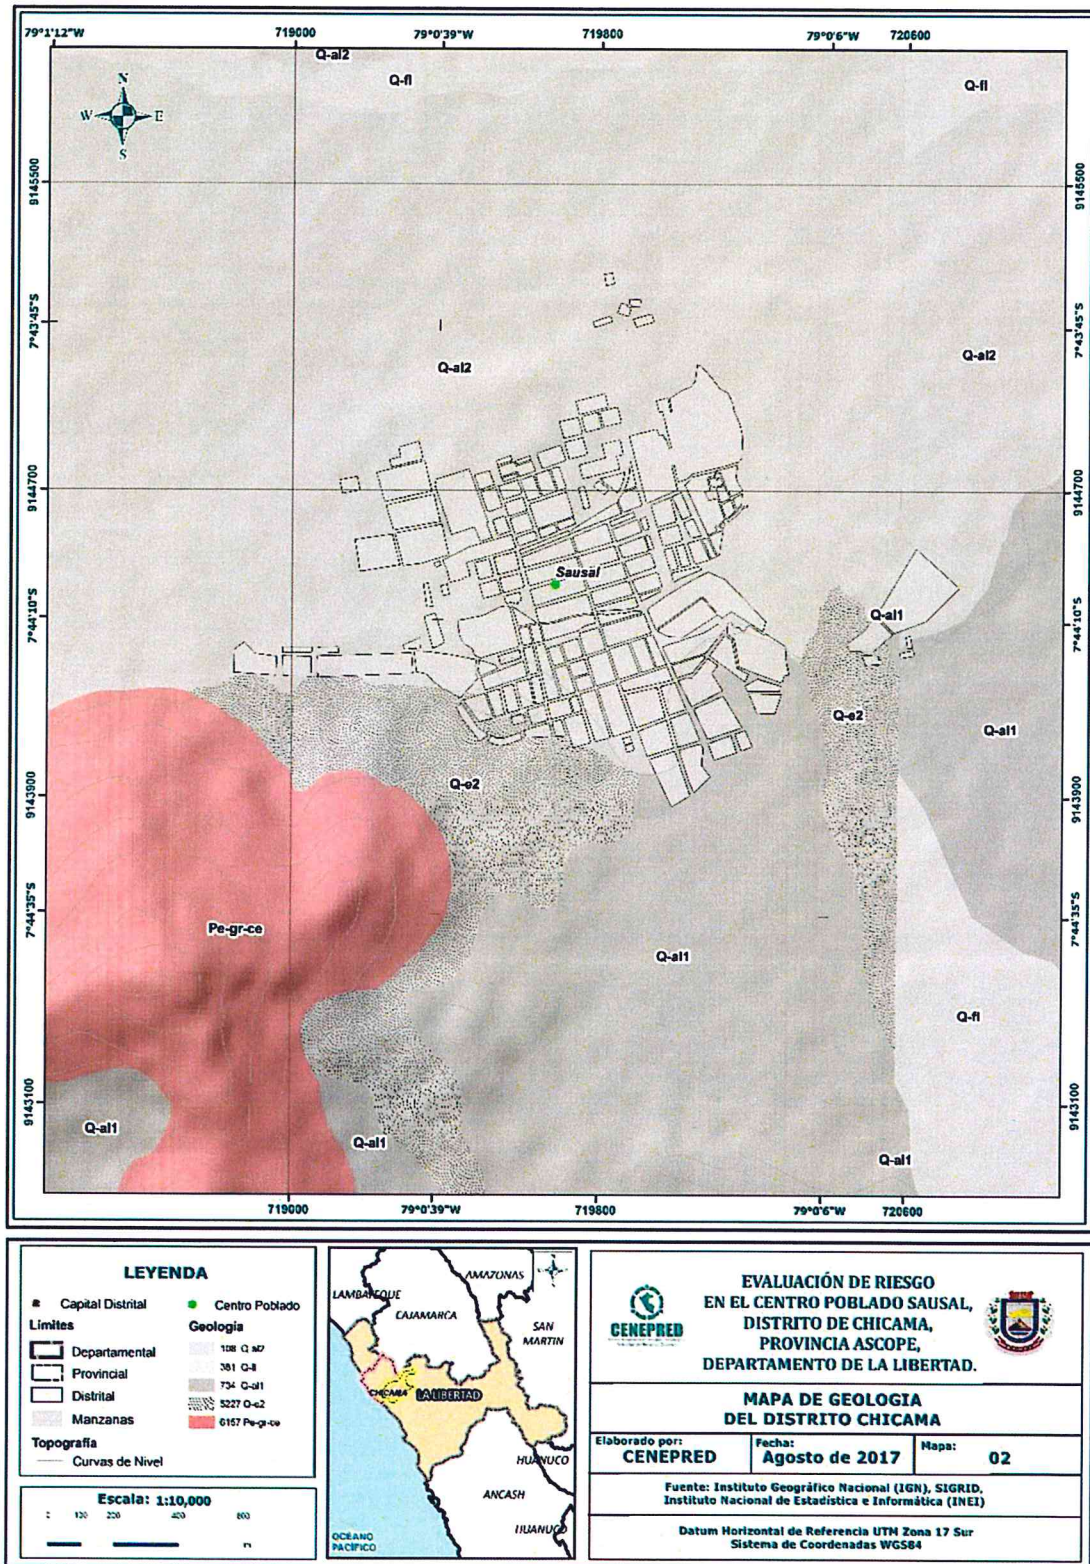 79°1'12"W 719000 79°0'39"W 719800 79°0'6"W 720600
Q-al2
Q-fl
Q-fl
N
W E
S
9145500
9145500
7°43'45"S
7°43'45"S
Q-al2
Q-al2
9144700
9144700
Sausal
7°44'10"S
7°44'10"S
Q-al1
Q-e2
Q-al1
Q-e2
9143900
9143900
7°44'35"S
7°44'35"S
Pe-gr-ce
Q-al1
Q-fl
9143100
9143100
Q-al1
Q-al1
Q-al1
719000 79°0'39"W 719800 79°0'6"W 720600
LEYENDA
Capital Distrital
Centro Poblado
Limites
Departamental
Provincial
Distrital
Manzanas
Topografía
Curvas de Nivel
Geología
734 Q-al1
5227 Q-e2
6157 Pe-gr-ce
Escala: 1:10,000
AMAZONAS
LAMBAYEQUE
CAJAMARCA
SAN
MARTIN
CHICAMA
LA LIBERTAD
HUANUCO
ANCASH
HUANUCO
OCEANO
PACÍFICO
CENEPRED
EVALUACIÓN DE RIESGO
EN EL CENTRO POBLADO SAUSAL,
DISTRITO DE CHICAMA,
PROVINCIA ASCOPE,
DEPARTAMENTO DE LA LIBERTAD.
MAPA DE GEOLOGIA
DEL DISTRITO CHICAMA
Elaborado por:
CENEPRED
Fecha:
Agosto de 2017
Mapa:
02
Fuente: Instituto Geográfico Nacional (IGN), SIGRID,
Instituto Nacional de Estadística e Informática (INEI)
Datum Horizontal de Referencia UTM Zona 17 Sur
Sistema de Coordenadas WGS84